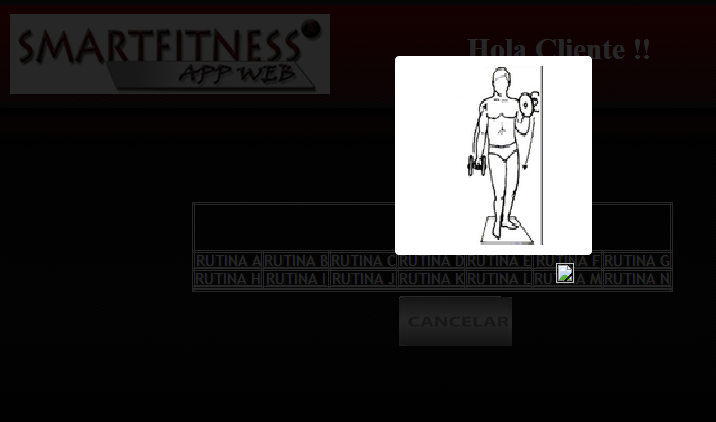 SMARTFITNESS
APP WEB
Hola Cliente !!
RUTINA A RUTINA B RUTINA C RUTINA D RUTINA E RUTINA F RUTINA G
RUTINA H RUTINA I RUTINA J RUTINA K RUTINA L RUTINA M RUTINA N
CANCELAR